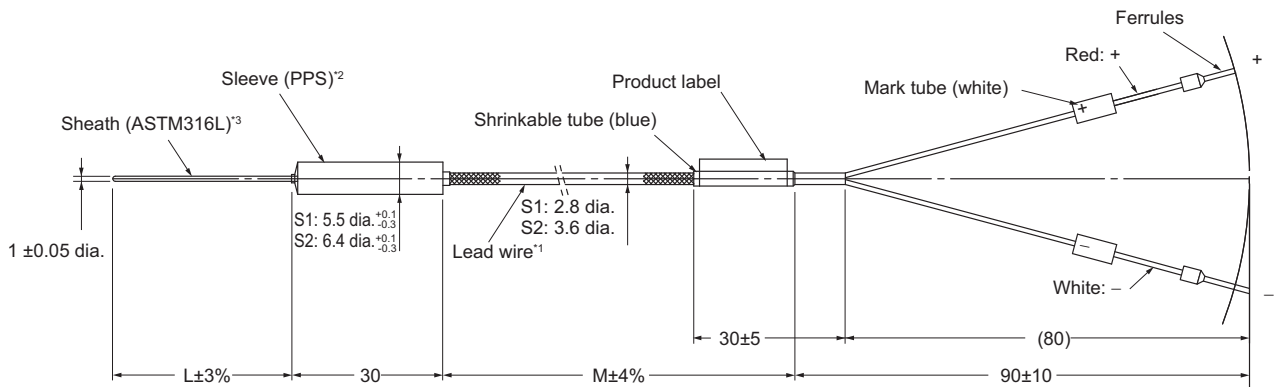 Ferrules
Red: +
+
Sleeve (PPS)*2
Product label
Mark tube (white)
+
Sheath (ASTM316L)*3
Shrinkable tube (blue)
S1: 5.5 dia. +0.1 -0.3
S2: 6.4 dia. +0.1 -0.3
S1: 2.8 dia.
S2: 3.6 dia.
1 ±0.05 dia.
Lead wire*1
−
White: −
−
30±5
(80)
L±3%
30
M±4%
90±10